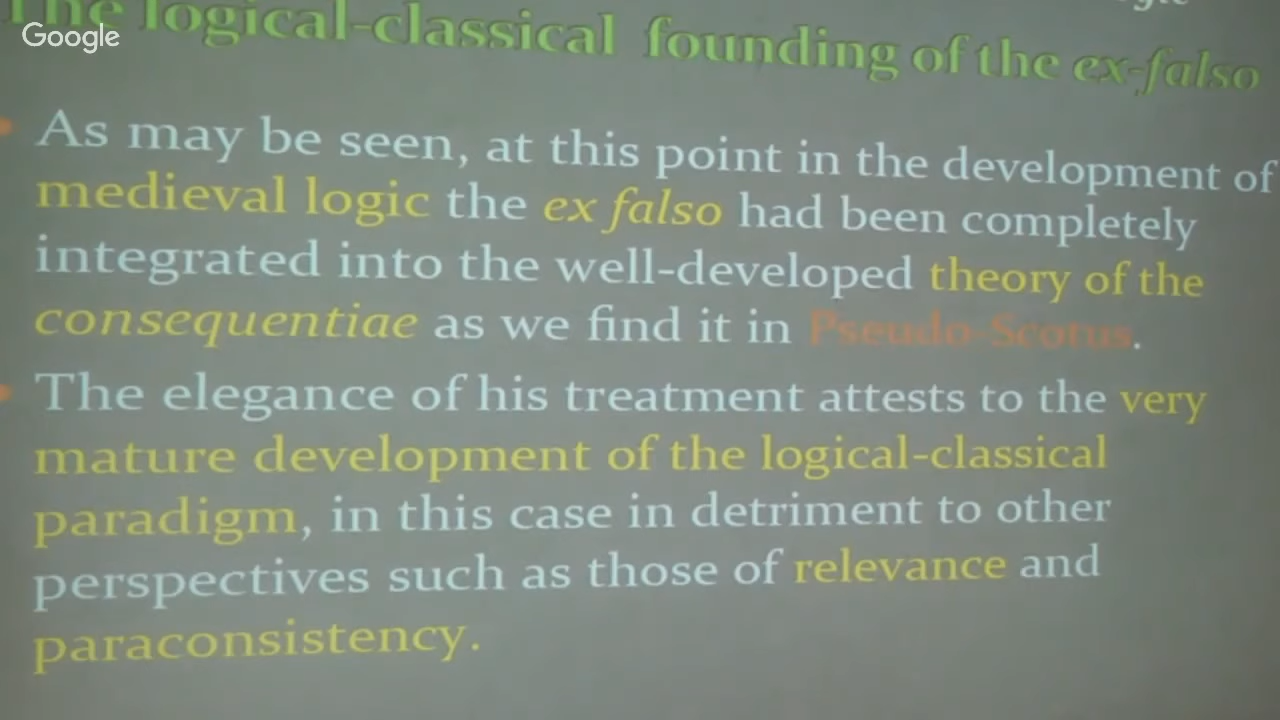 Google
The logical-classical founding of the ex-falso
As may be seen, at this point in the development of
medieval logic the ex falso had been completely
integrated into the well-developed theory of the
consequentiae as we find it in Pseudo-Scotus.
The elegance of his treatment attests to the very
mature development of the logical-classical
paradigm, in this case in detriment to other
perspectives such as those of relevance and
paraconsistency.